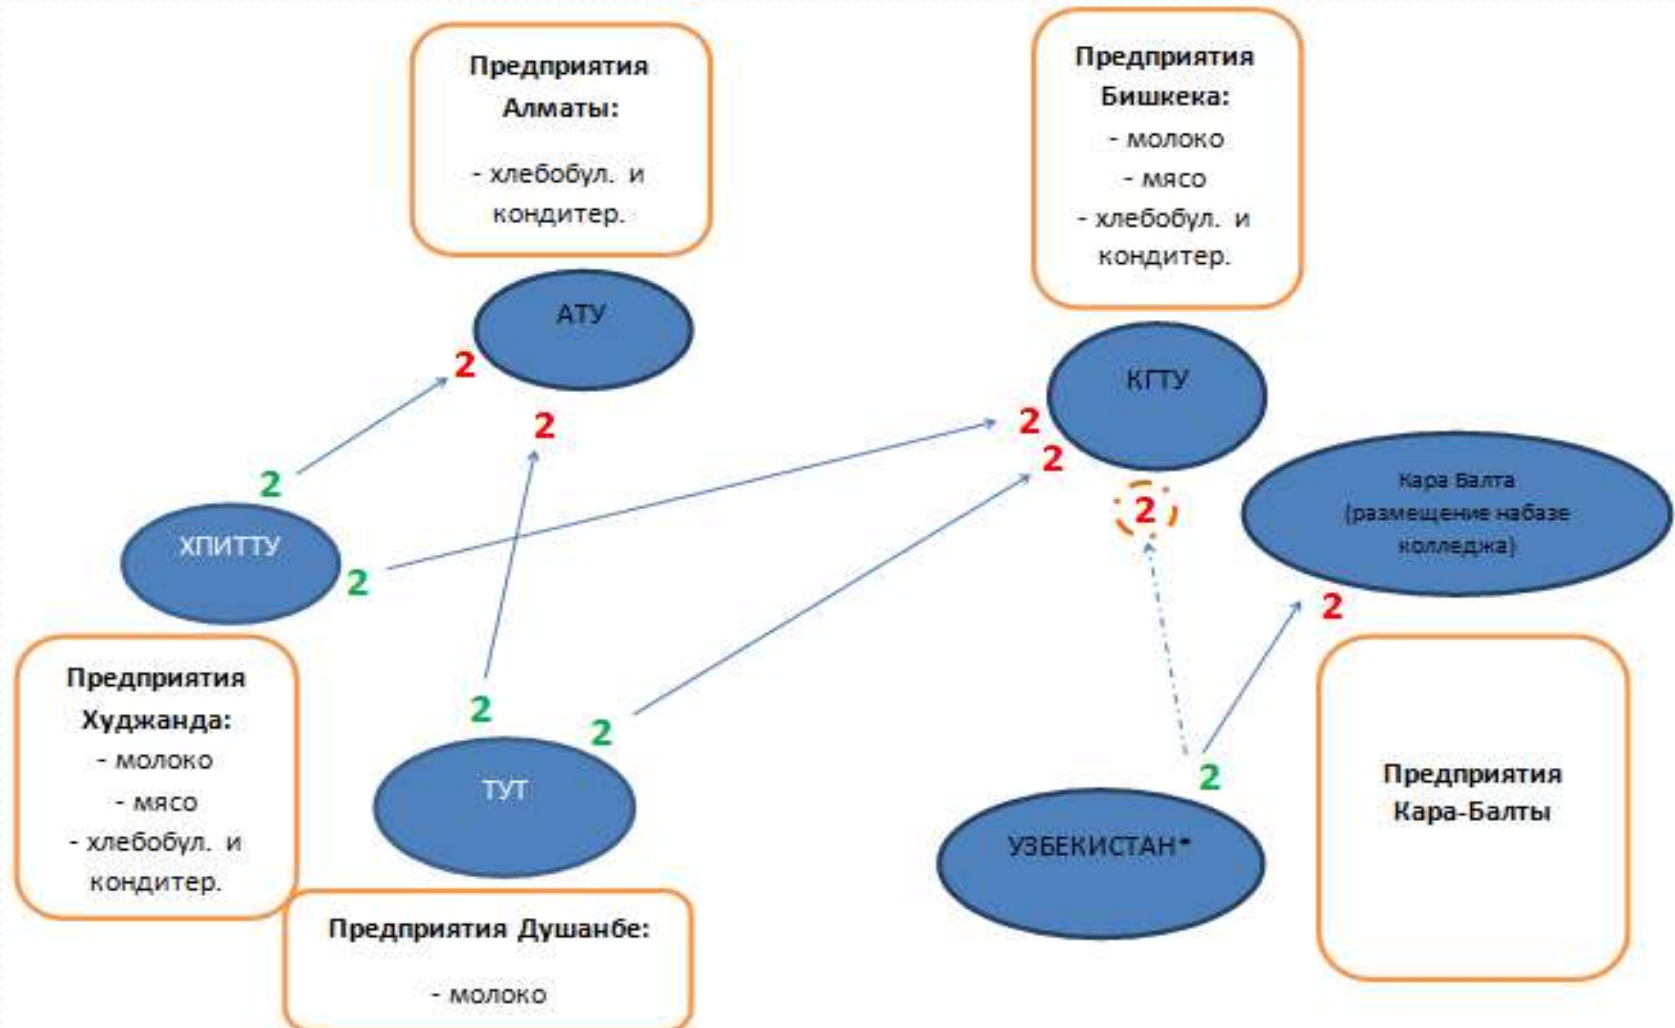 Предприятия
Алматы:
- хлебобул. и
кондитер.
Предприятия
Бишкека:
- молоко
- мясо
- хлебобул. и
кондитер.
АТУ
2
2
КГТУ
2
2
2
Кара Балта
(размещение набазе
колледжа)
2
2
ХПИТТУ
2
Предприятия
Худжанда:
- молоко
- мясо
- хлебобул. и
кондитер.
2
2
ТУТ
Предприятия Душанбе:
- молоко
2
УЗБЕКИСТАН*
Предприятия
Кара-Балты